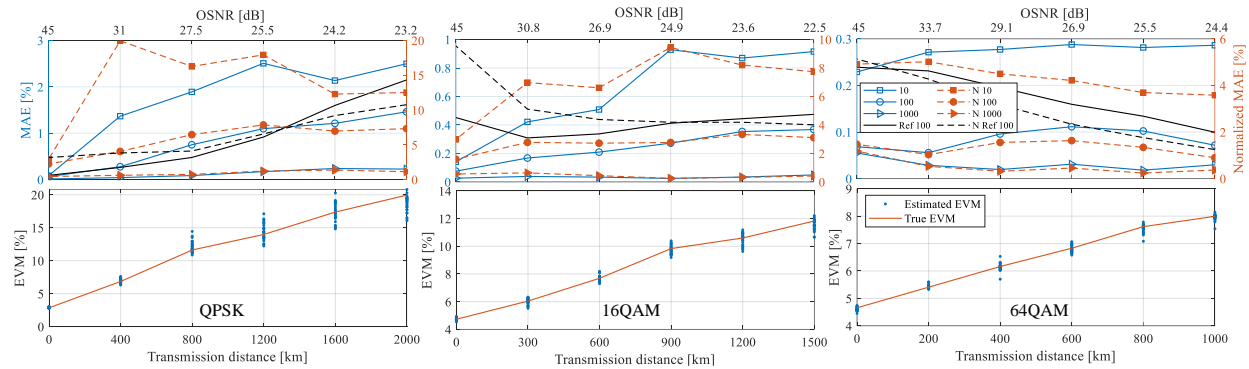 OSNR [dB] OSNR [dB] OSNR [dB]
45 31 27.5 25.5 24.2 23.2 45 30.8 26.9 24.9 23.6 22.5 45 33.7 29.1 26.9 25.5 24.4
3 20 1 10 0.3 6
15 0.8 8
2 0.6 6 0.2 4
10
MAE [%] Normalized MAE [%]
1 0.4 4 0.1 2
5 0.2 2
0 0 0 0 0 0
10 N 10
100 N 100
1000 N 1000
Ref 100 N Ref 100
20 14 9
Estimated EVM
True EVM
15 12 8
10 10 7
EVM [%] EVM [%] EVM [%]
8 6
5 6 5
0 4 4
QPSK 16QAM 64QAM
0 400 800 1200 1600 2000 0 300 600 900 1200 1500 0 200 400 600 800 1000
Transmission distance [km] Transmission distance [km] Transmission distance [km]